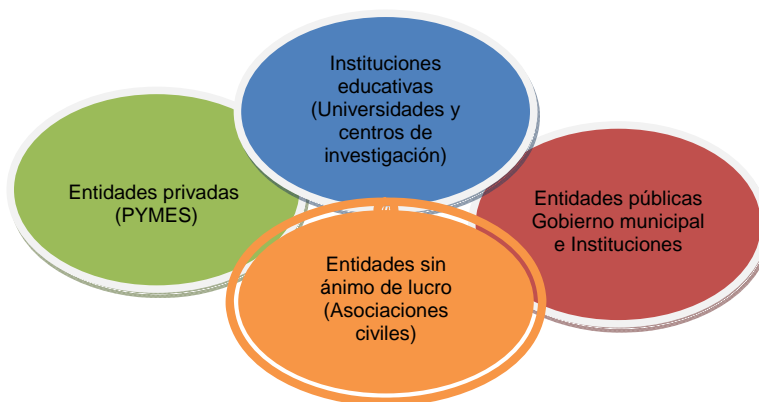 Instituciones
educativas
(Universidades y
centros de
investigación)
Entidades privadas
(PYMES)
Entidades públicas
Gobierno municipal
e Instituciones
Entidades sin
ánimo de lucro
(Asociaciones
civiles)